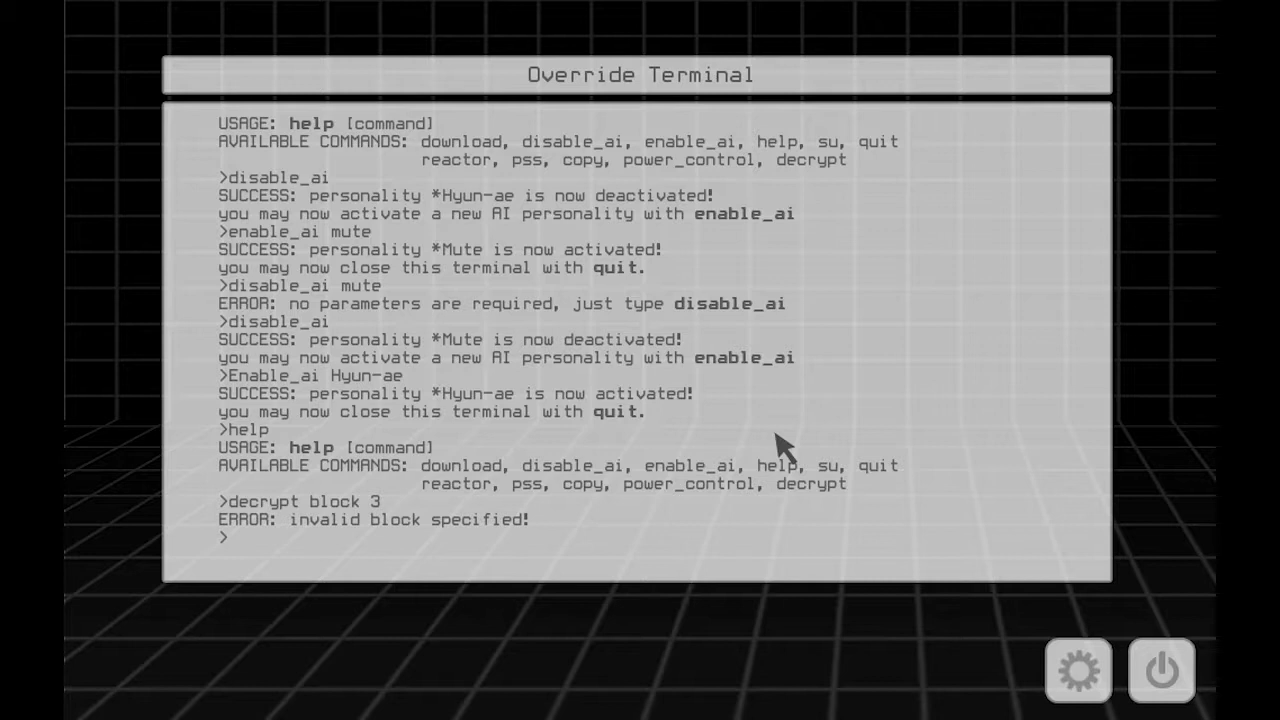 Override Terminal
USAGE: help [command]
AVAILABLE COMMANDS: download, disable_ai, enable_ai, help, su, quit
reactor, pss, copy, power_control, decrypt
>disable_ai
SUCCESS: personality *Hyun-ae is now deactivated!
you may now activate a new AI personality with enable_ai
>enable_ai mute
SUCCESS: personality *Mute is now activated!
you may now close this terminal with quit.
>disable_ai mute
ERROR: no parameters are required, just type disable_ai
>disable_ai
SUCCESS: personality *Mute is now deactivated!
you may now activate a new AI personality with enable_ai
>Enable_ai Hyun-ae
SUCCESS: personality *Hyun-ae is now activated!
you may now close this terminal with quit.
>help
USAGE: help [command]
AVAILABLE COMMANDS: download, disable_ai, enable_ai, help, su, quit
reactor, pss, copy, power_control, decrypt
>decrypt block 3
ERROR: invalid block specified!
>